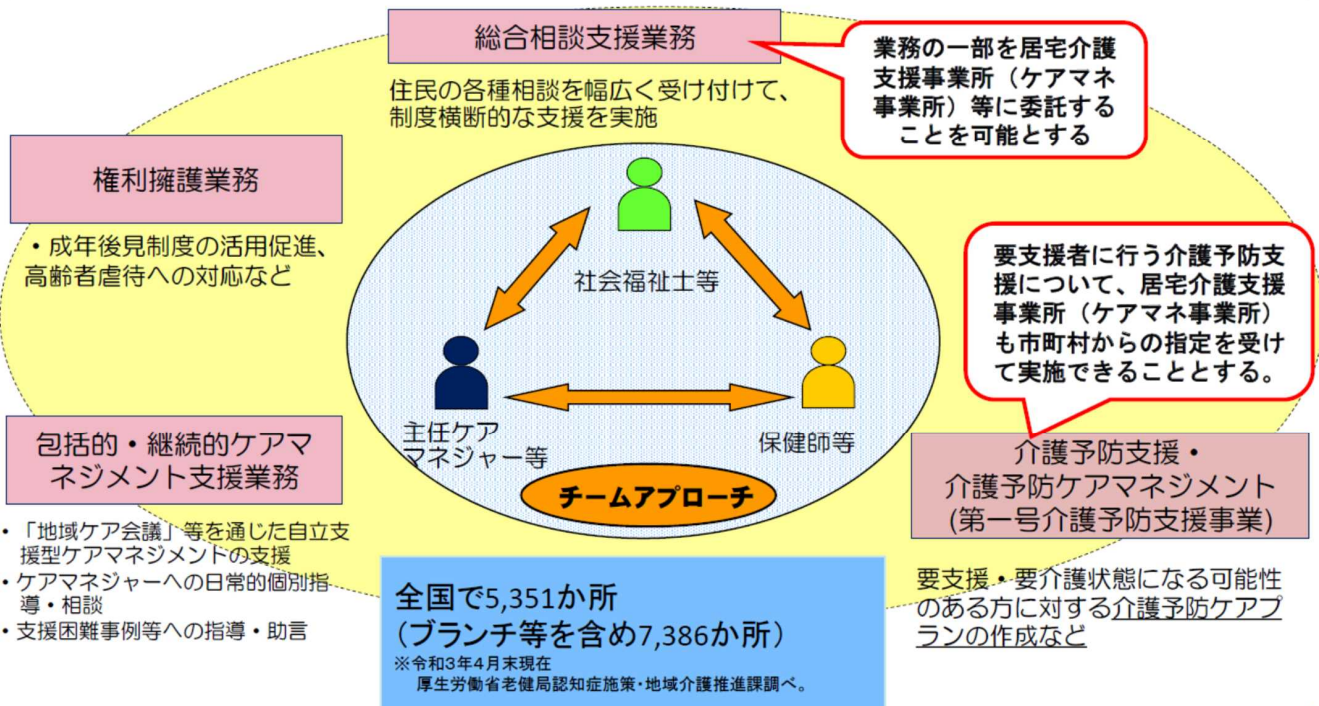 総合相談支援業務
住民の各種相談を幅広く受け付けて、
制度横断的な支援を実施
業務の一部を居宅介護
支援事業所（ケアマネ
事業所）等に委託する
ことを可能とする
権利擁護業務
・成年後見制度の活用促進、
高齢者虐待への対応など
社会福祉士等
主任ケア
マネジャー等
保健師等
チームアプローチ
要支援者に行う介護予防支
援について、居宅介護支援
事業所（ケアマネ事業所）
も市町村からの指定を受け
て実施できることとする。
包括的・継続的ケアマ
ネジメント支援業務
・「地域ケア会議」等を通じた自立支
援型ケアマネジメントの支援
・ケアマネジャーへの日常的個別指
導・相談
・支援困難事例等への指導・助言
介護予防支援・
介護予防ケアマネジメント
(第一号介護予防支援事業)
要支援・要介護状態になる可能性
のある方に対する介護予防ケアプ
ランの作成など
全国で5,351か所
（ブランチ等を含め7,386か所）
※令和3年4月末現在
厚生労働省老健局認知症施策・地域介護推進課調べ。